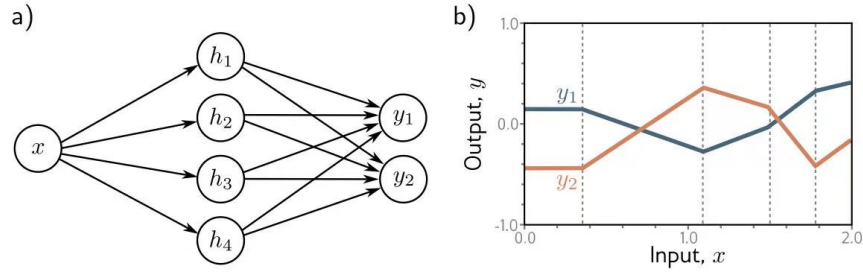 a)
x
h₁
h₂
h₃
h₄
y₁
y₂
b)
Output, y
1.0
0.0
-1.0
y₁
y₂
0.0
1.0
2.0
Input, x